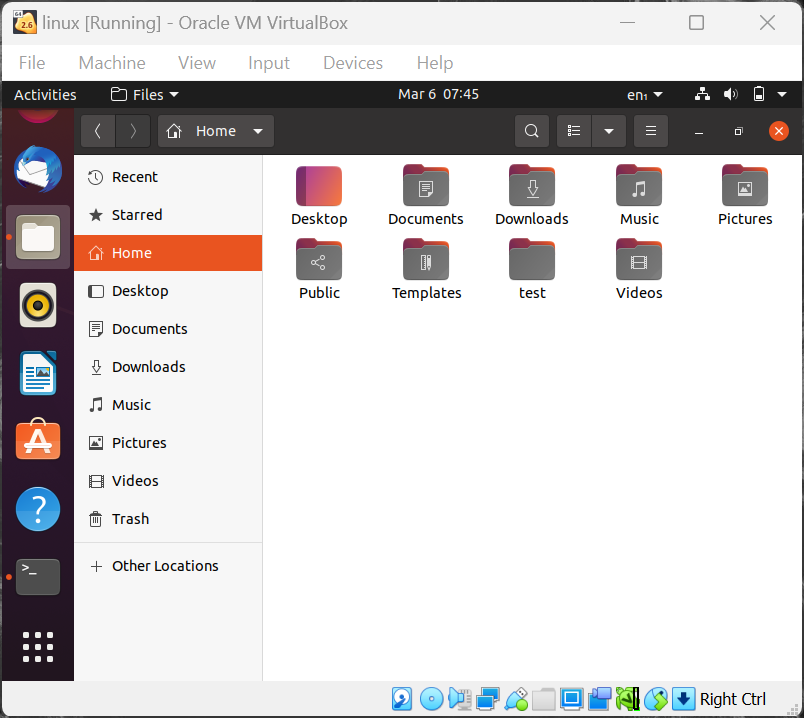 linux [Running] - Oracle VM VirtualBox
File Machine View Input Devices Help
Activities Files Mar 6 07:45 en₁
Home
Recent
Starred
Home
Desktop
Documents
Downloads
Music
Pictures
Videos
Trash
Other Locations
Desktop Documents Downloads Music Pictures
Public Templates test Videos
Right Ctrl